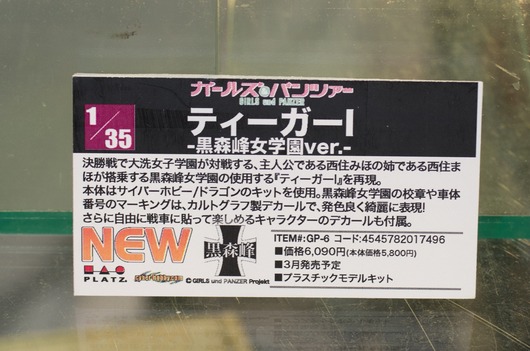 ガールズ&パンツァー
GIRLS und PANZER
1/35
ティーガーI
-黒森峰女学園ver.-
決勝戦で大洗女子学園が対戦する、主人公である西住みほの姉である西住ま
ほが搭乗する黒森峰女学園の使用する『ティーガーI』を再現。
本体はサイバーホビー/ドラゴンのキットを使用。黒森峰女学園の校章や車体
番号のマーキングは、カルトグラフ製デカールで、発色良く綺麗に表現!
さらに自由に戦車に貼って楽しめるキャラクターのデカールも付属。
NEW
PLATZ
黒森峰
©GIRLS und PANZER Projekt
ITEM#:GP-6 コード:4545782017496
■価格6,090円(本体価格5,800円)
■3月発売予定
■プラスチックモデルキット